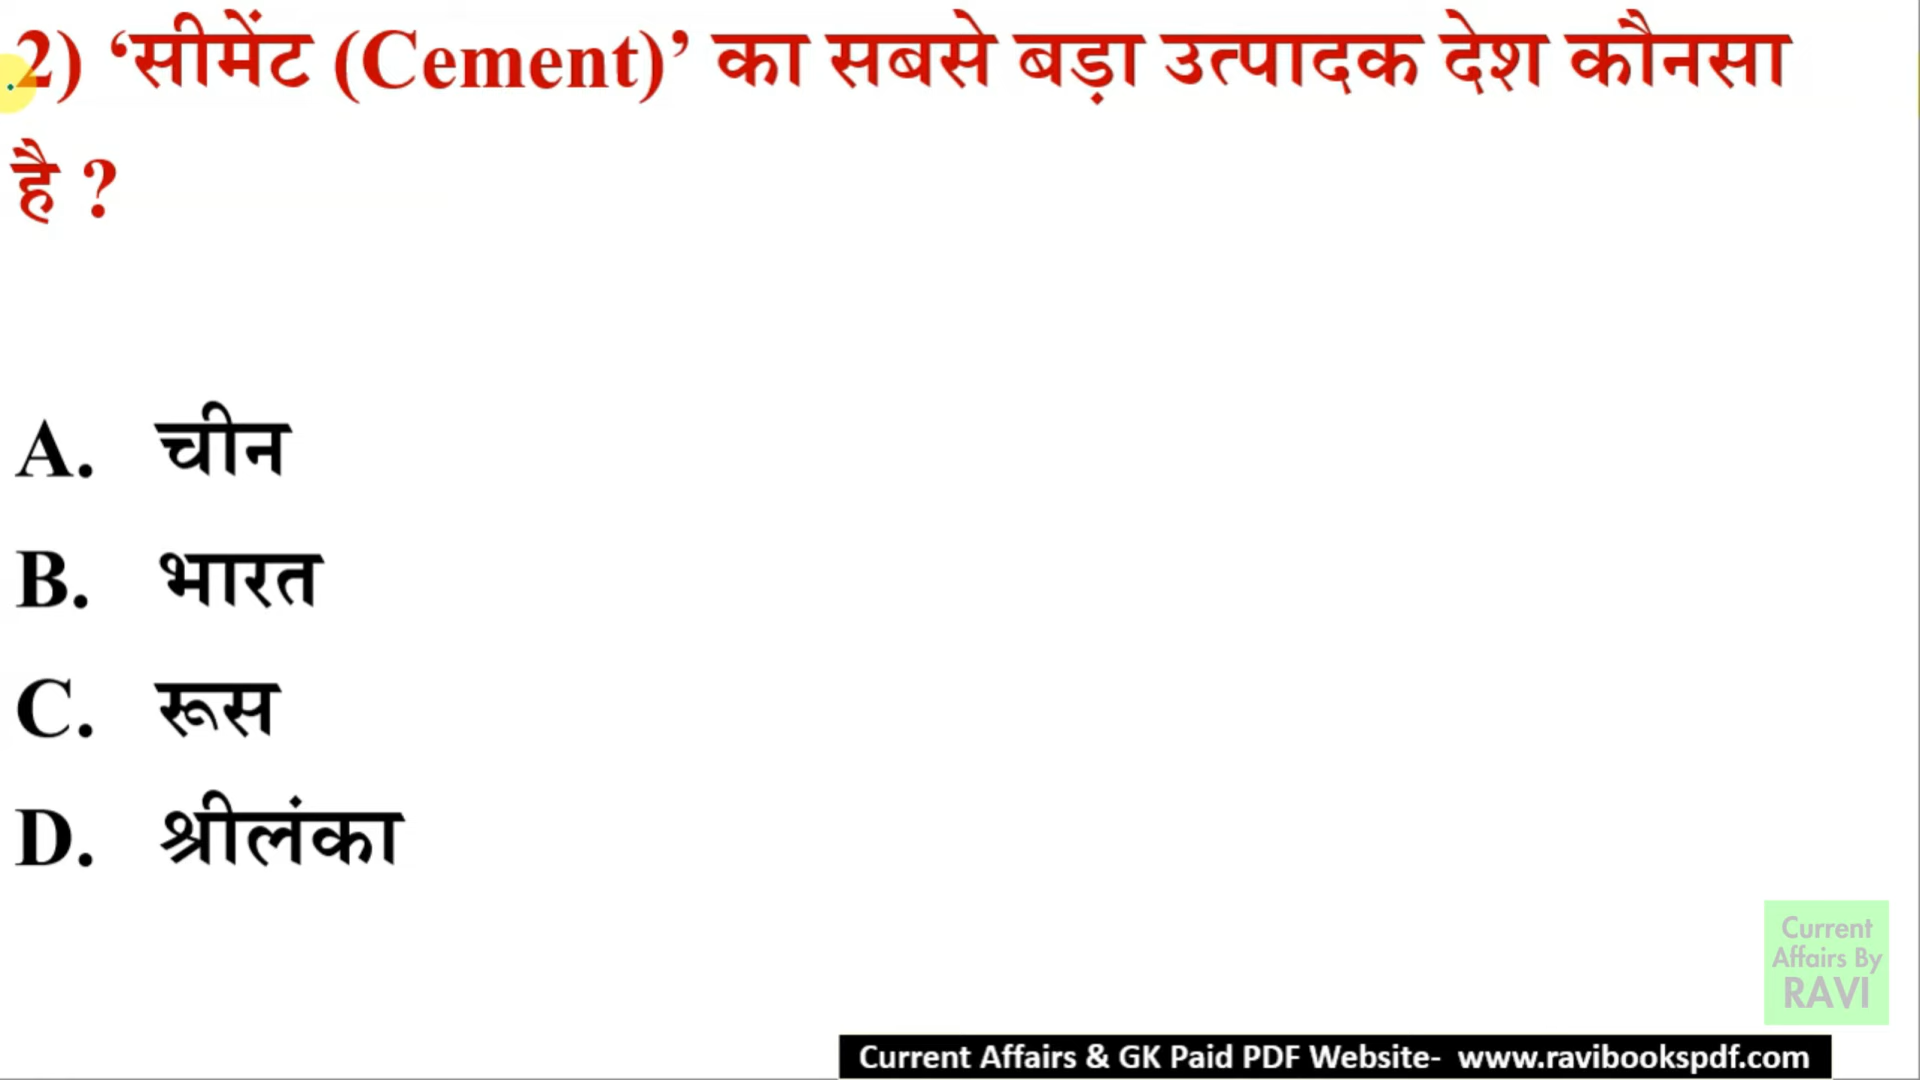 2) ‘सीमेंट (Cement)’ का सबसे बड़ा उत्पादक देश कौनसा
है ?
A. चीन
B. भारत
C. रूस
D. श्रीलंका
Current
Affairs By
RAVI
Current Affairs & GK Paid PDF Website- www.ravibookspdf.com